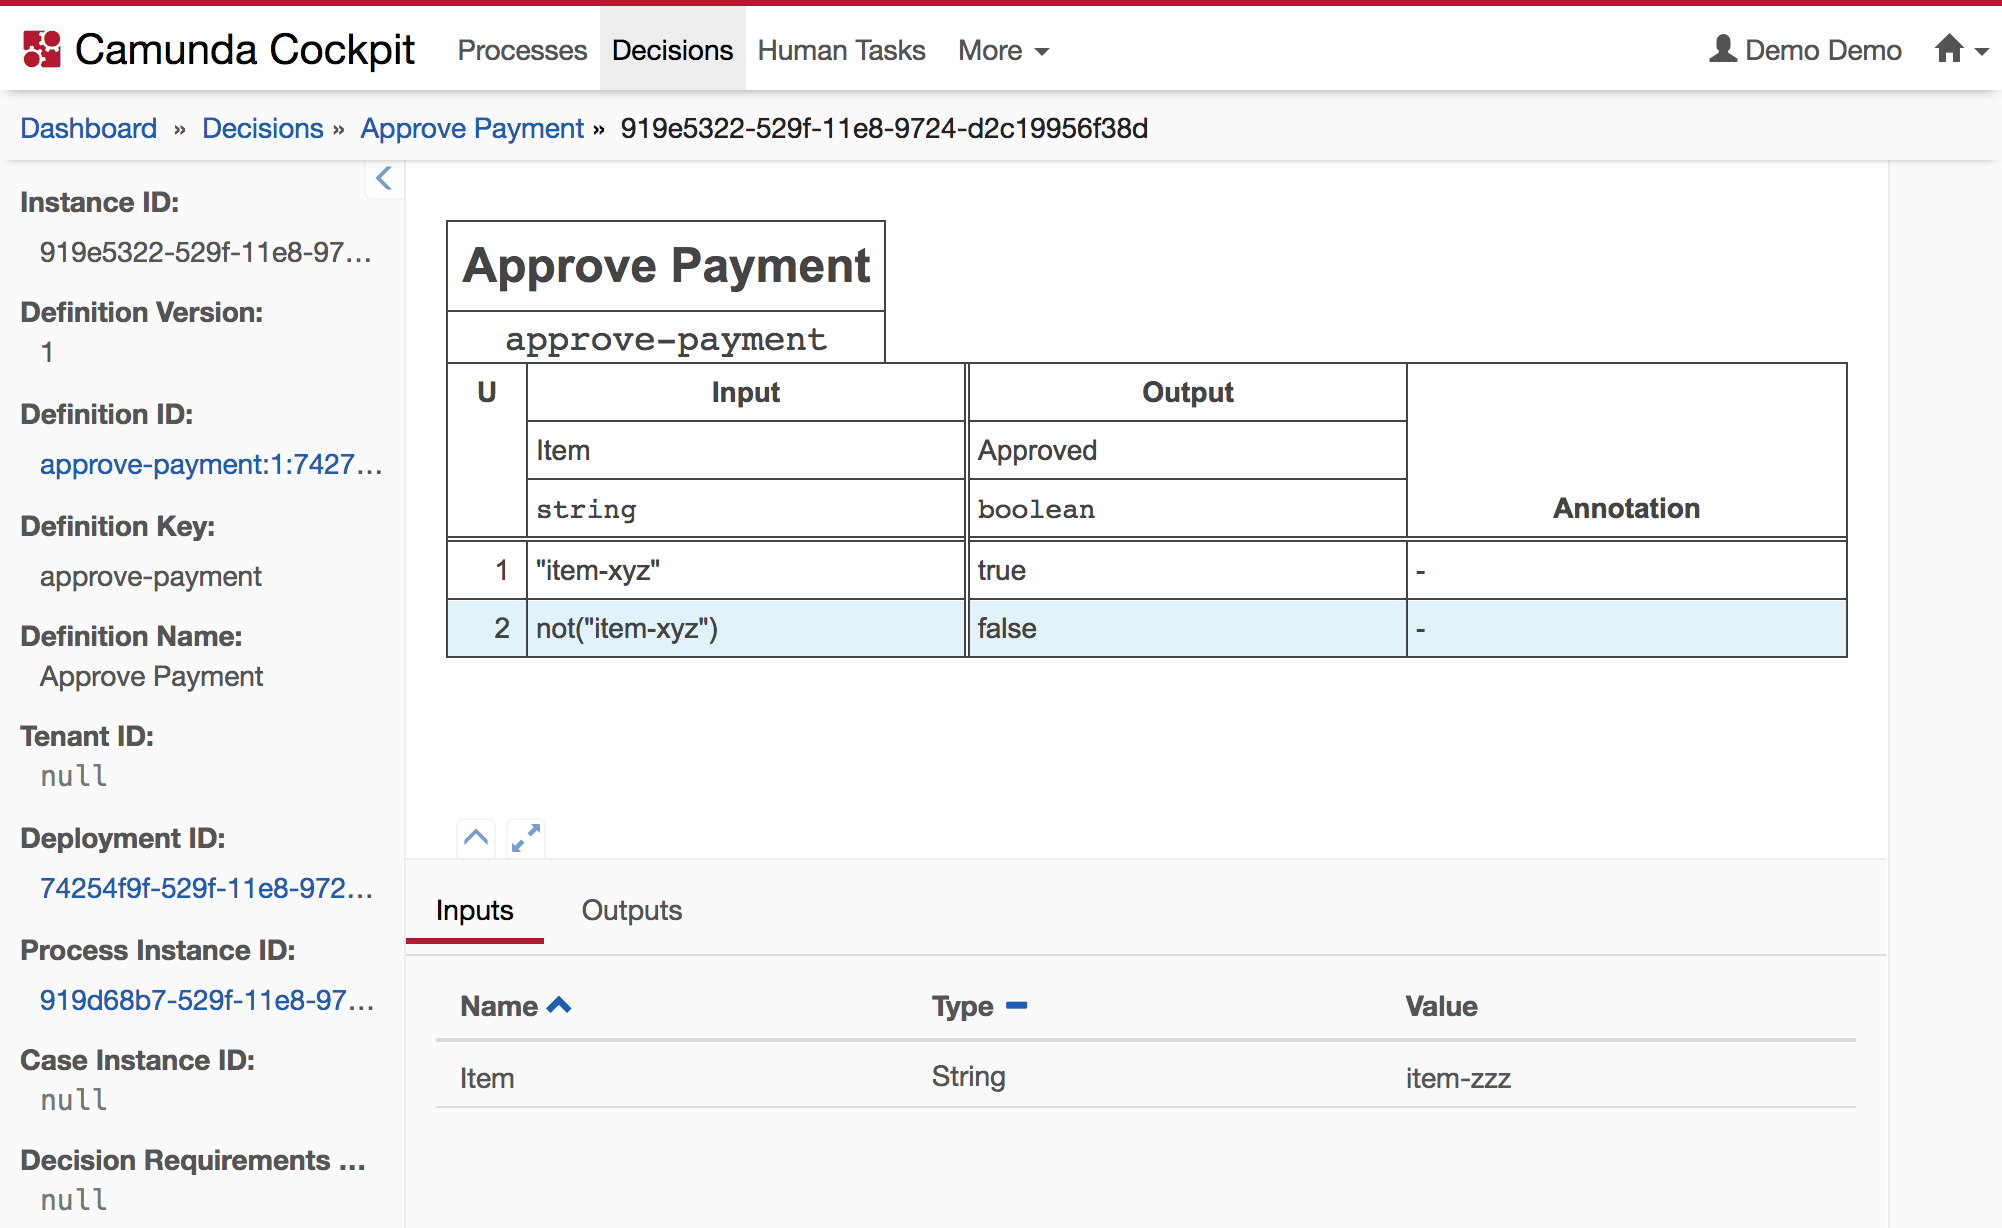 Camunda Cockpit Processes Decisions Human Tasks More Demo Demo
Dashboard » Decisions » Approve Payment » 919e5322-529f-11e8-9724-d2c19956f38d
Instance ID:
919e5322-529f-11e8-97...
Definition Version:
1
Definition ID:
approve-payment:1:7427...
Definition Key:
approve-payment
Definition Name:
Approve Payment
Tenant ID:
null
Deployment ID:
74254f9f-529f-11e8-972...
Process Instance ID:
919d68b7-529f-11e8-97...
Case Instance ID:
null
Decision Requirements ...
null
Approve Payment
approve-payment
U Input Output
Item Approved
string boolean Annotation
1 "item-xyz" true -
2 not("item-xyz") false -
Inputs Outputs
Name Type Value
Item String item-zzz